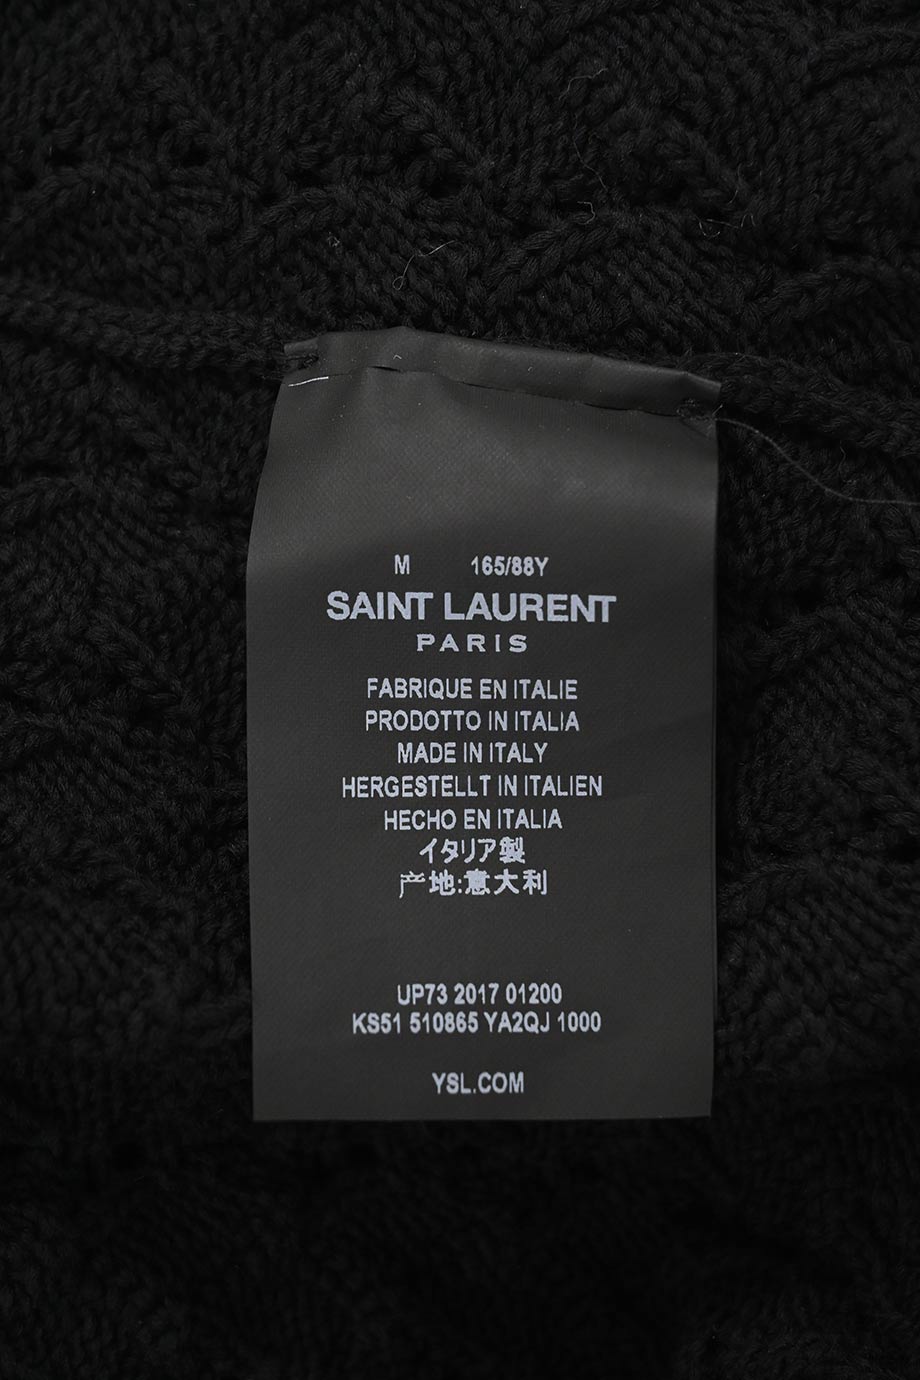 M 165/88Y
SAINT LAURENT
PARIS
FABRIQUE EN ITALIE
PRODOTTO IN ITALIA
MADE IN ITALY
HERGESTELLT IN ITALIEN
HECHO EN ITALIA
イタリア製
产地:意大利
UP73 2017 01200
KS51 510865 YA2QJ 1000
YSL.COM